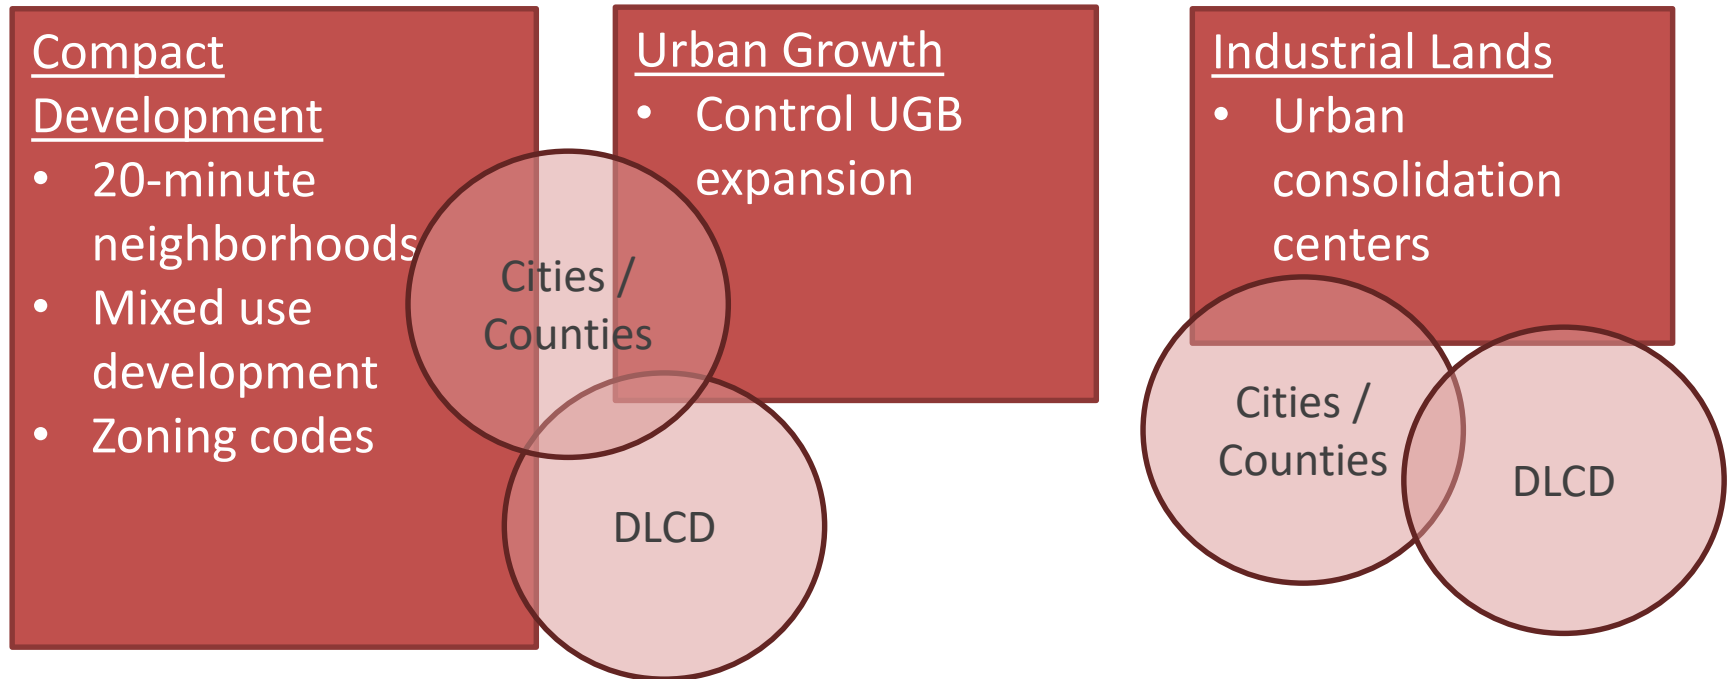 Compact
Development
• 20-minute
neighborhoods
• Mixed use
development
• Zoning codes
Urban Growth
• Control UGB
expansion
Cities /
Counties
DLCD
Industrial Lands
• Urban
consolidation
centers
Cities /
Counties
DLCD